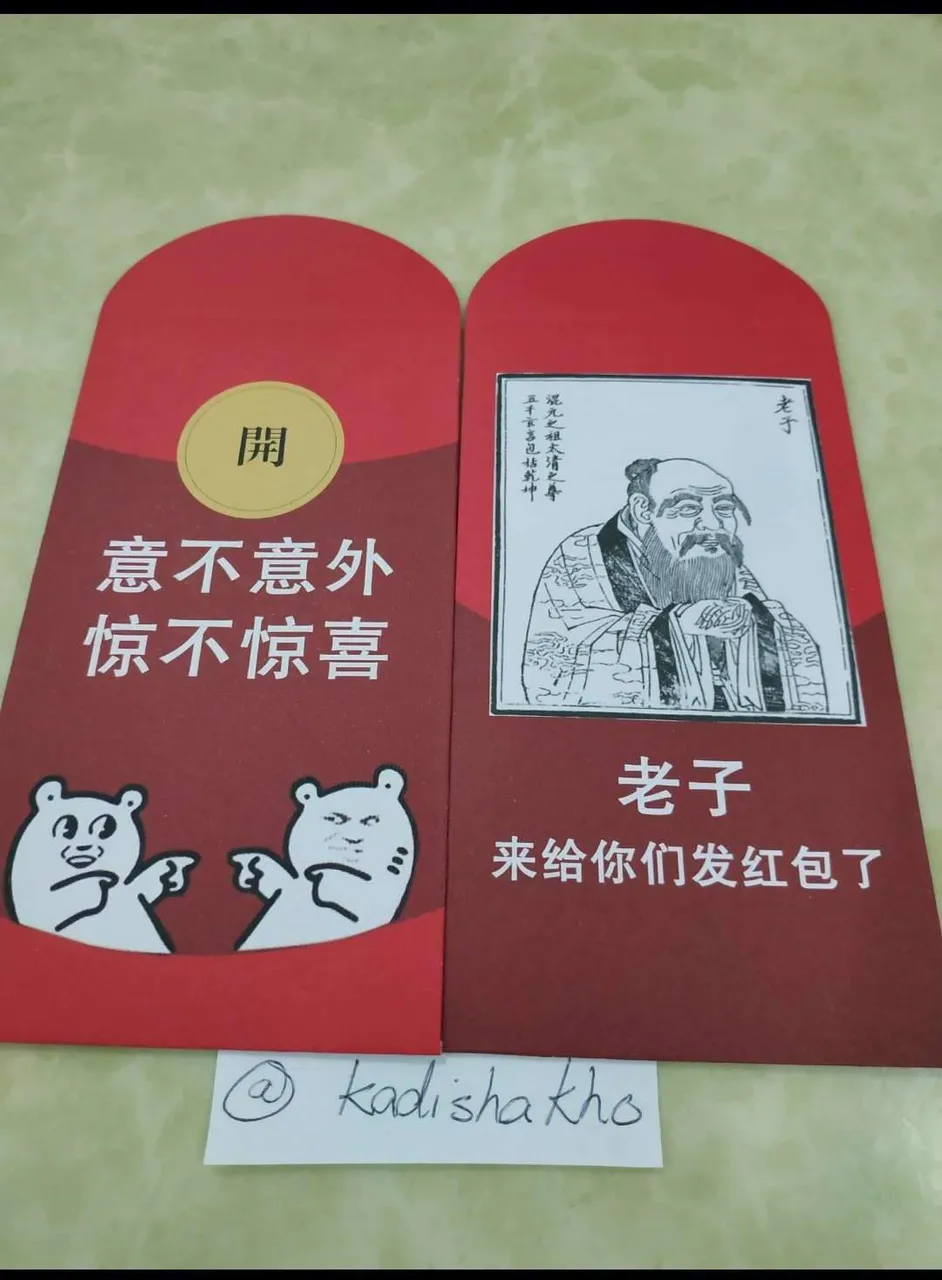 開
意不意外
惊不惊喜
老子
混元之祖太清之尊
五千玄言包括乾坤
老子
来给你们发红包了
@ kadishakho